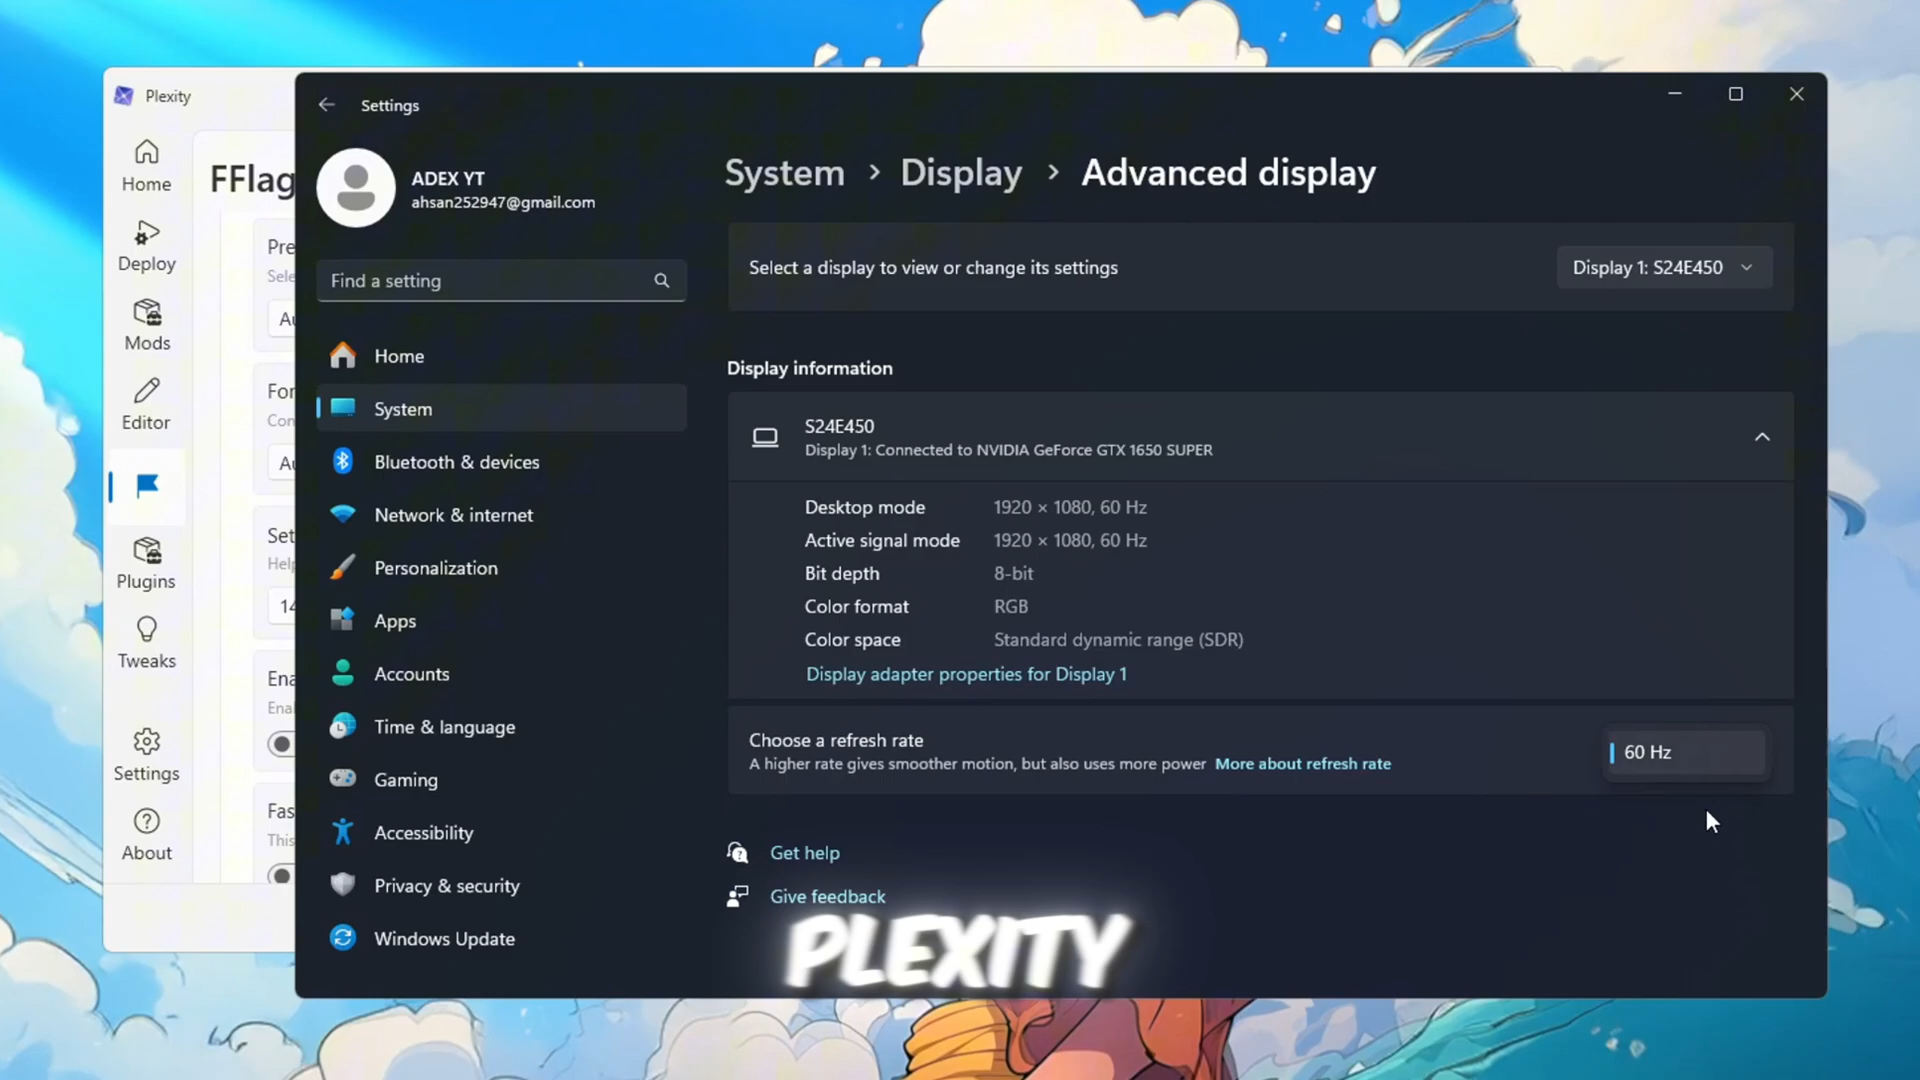 Plexity
Home
Deploy
Mods
Editor
Plugins
Tweaks
Settings
About
FFlag
Pre
Sele
Au
For
Con
Au
Set
Help
14
Ena
Enal
Fas
This
Settings
ADEX YT
ahsan252947@gmail.com
Find a setting
Home
System
Bluetooth & devices
Network & internet
Personalization
Apps
Accounts
Time & language
Gaming
Accessibility
Privacy & security
Windows Update
System > Display > Advanced display
Select a display to view or change its settings
Display 1: S24E450
Display information
S24E450
Display 1: Connected to NVIDIA GeForce GTX 1650 SUPER
Desktop mode 1920 × 1080, 60 Hz
Active signal mode 1920 × 1080, 60 Hz
Bit depth 8-bit
Color format RGB
Color space Standard dynamic range (SDR)
Display adapter properties for Display 1
Choose a refresh rate
A higher rate gives smoother motion, but also uses more power More about refresh rate
60 Hz
Get help
Give feedback
PLEXITY